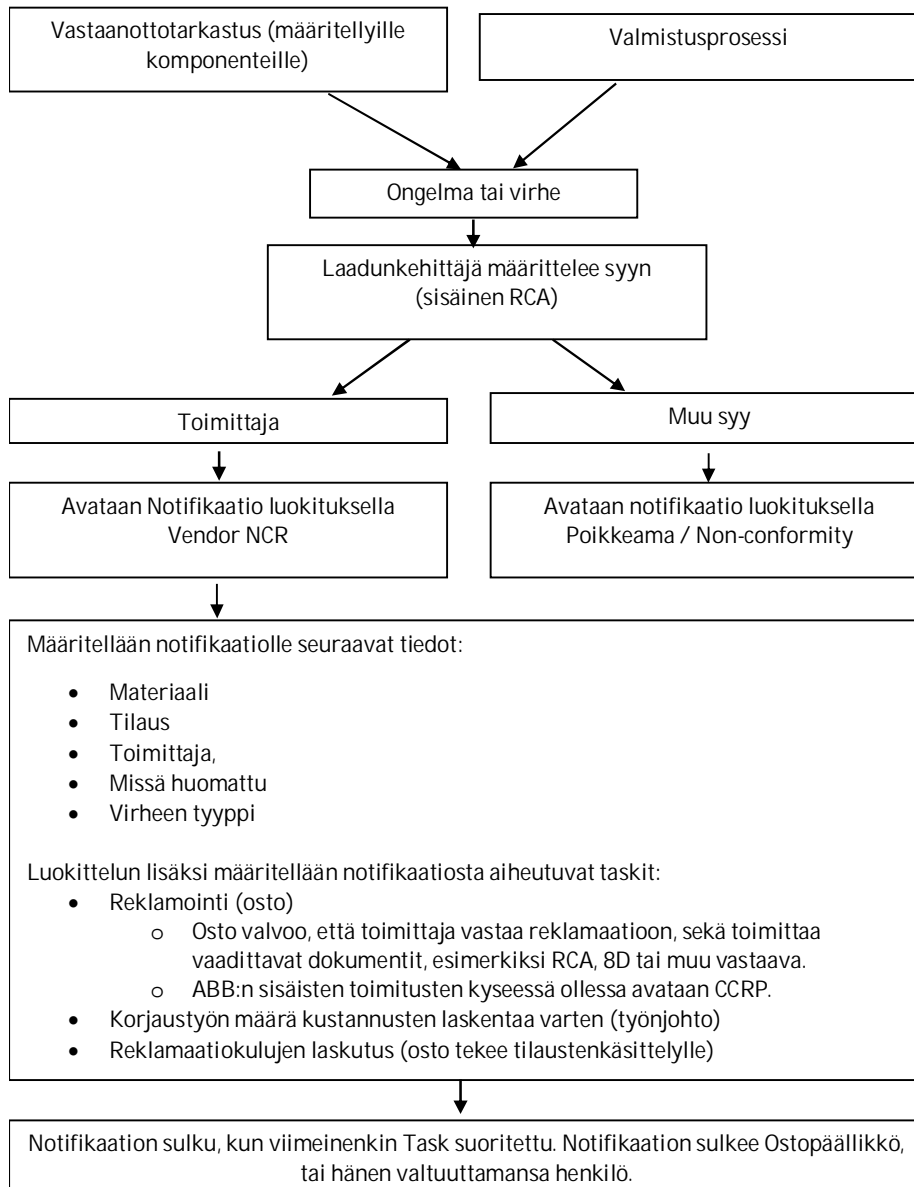 Vastaanottotarkastus (määritellyille
komponenteille)
Valmistusprosessi
Ongelma tai virhe
Laadunkehittäjä määrittelee syyn
(sisäinen RCA)
Toimittaja
Muu syy
Avataan Notifikaatio luokituksella
Vendor NCR
Avataan notifikaatio luokituksella
Poikkeama / Non-conformity
Määritellään notifikaatiolle seuraavat tiedot:
• Materiaali
• Tilaus
• Toimittaja,
• Missä huomattu
• Virheen tyyppi
Luokittelun lisäksi määritellään notifikaatiosta aiheutuvat taskit:
• Reklamointi (osto)
o Osto valvoo, että toimittaja vastaa reklamaatioon, sekä toimittaa
vaadittavat dokumentit, esimerkiksi RCA, 8D tai muu vastaava.
o ABB:n sisäisten toimitusten kyseessä ollessa avataan CCRP.
• Korjaustyön määrä kustannusten laskentaa varten (työnjohto)
• Reklamaatiokulujen laskutus (osto tekee tilaustenkäsittelylle)
Notifikaation sulku, kun viimeinenkin Task suoritettu. Notifikaation sulkee Ostopäällikkö,
tai hänen valtuuttamansa henkilö.